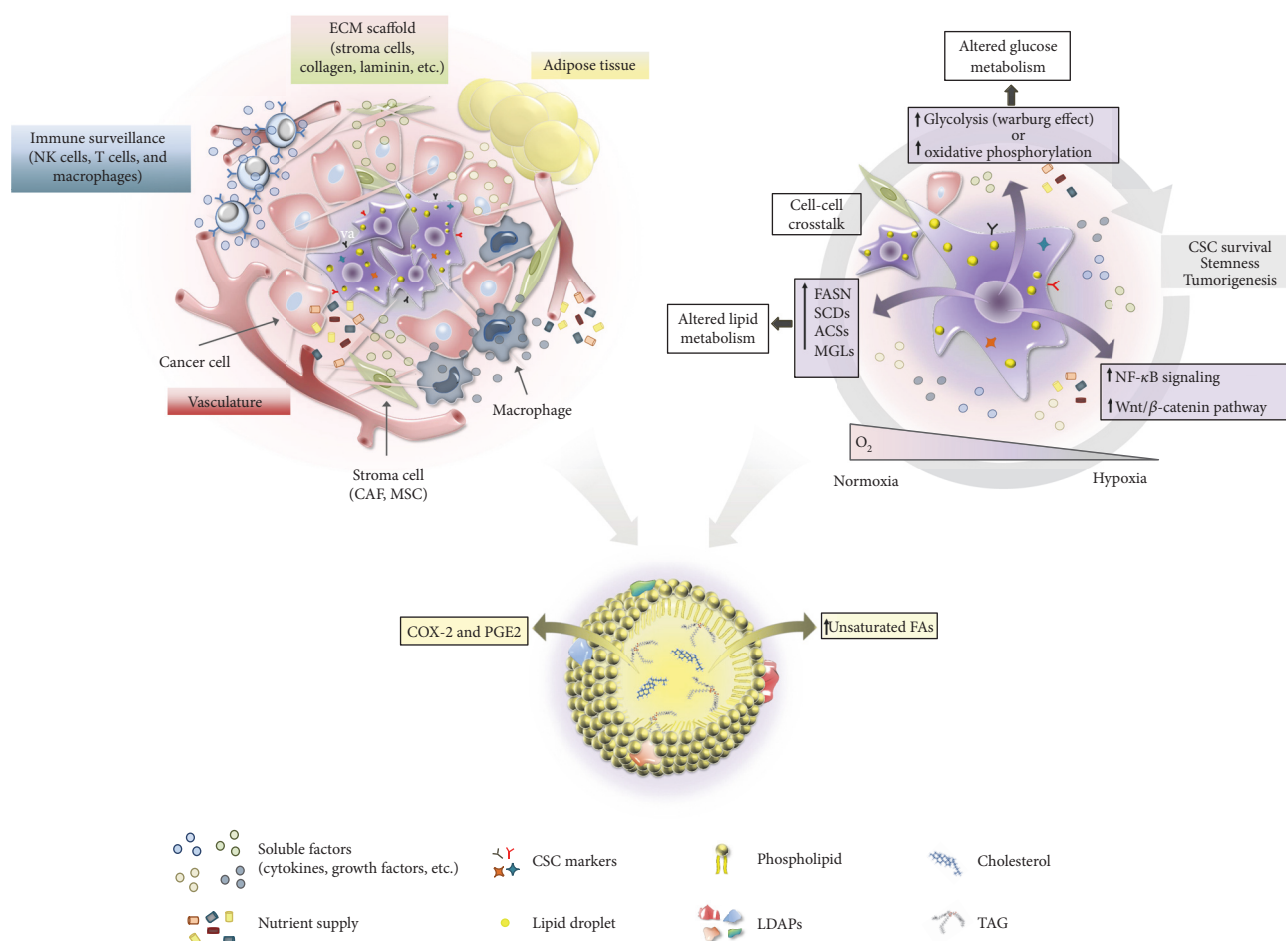 ECM scaffold
(stroma cells,
collagen, laminin, etc.)
Adipose tissue
Immune surveillance
(NK cells, T cells, and
macrophages)
va
Cancer cell
Vasculature
Macrophage
Stroma cell
(CAF, MSC)
Altered glucose
metabolism
Glycolysis (warburg effect)
or
oxidative phosphorylation
Cell-cell
crosstalk
CSC survival
Stemness
Tumorigenesis
FASN
SCDs
ACSs
MGLs
Altered lipid
metabolism
NF-κB signaling
Wnt/β-catenin pathway
O2
Normoxia
Hypoxia
COX-2 and PGE2
Unsaturated FAs
Soluble factors
(cytokines, growth factors, etc.)
CSC markers
Phospholipid
Cholesterol
Nutrient supply
Lipid droplet
LDAPs
TAG